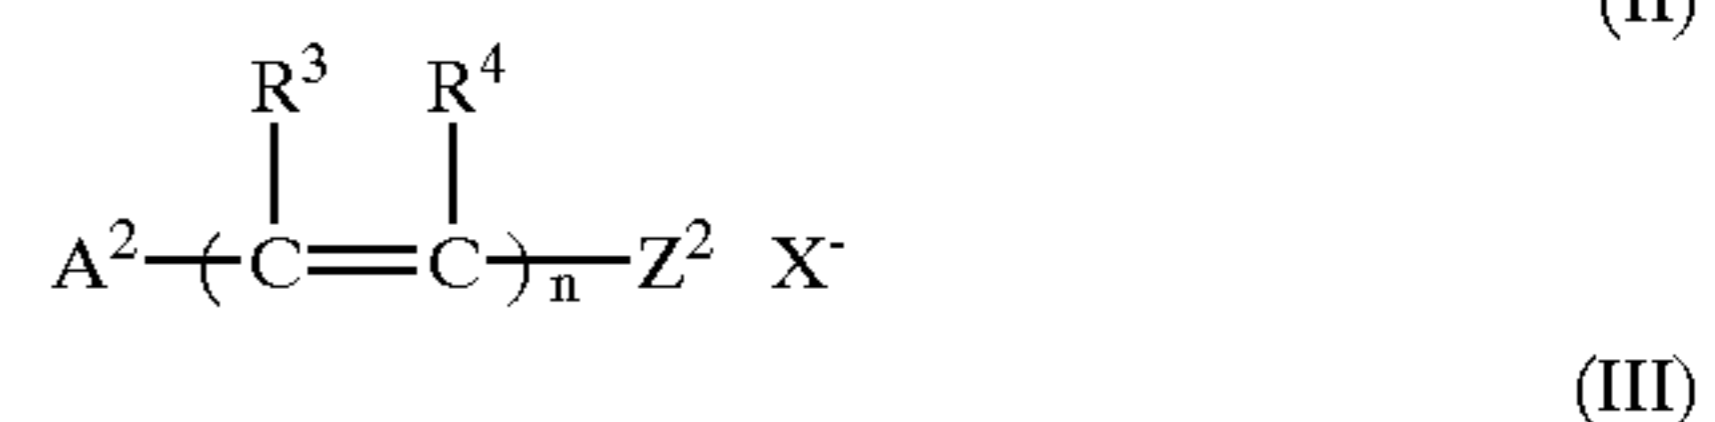 (II)
R³ R⁴
A²—(C=C)ₙ—Z² X⁻
(III)